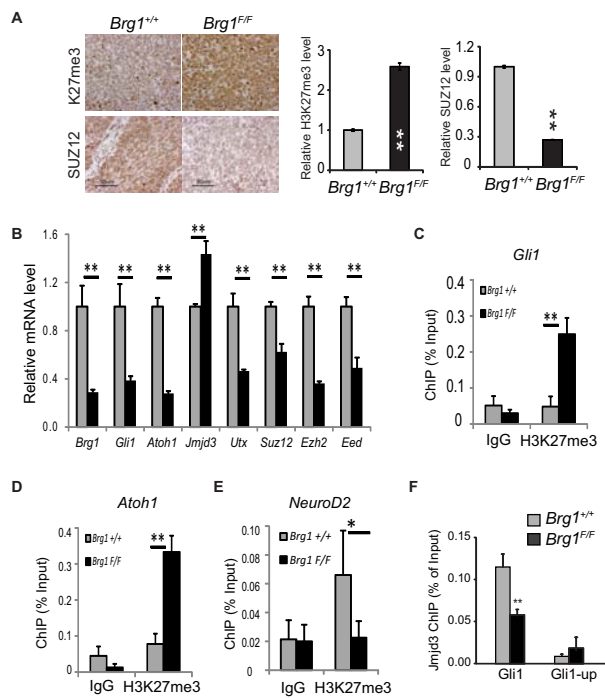 A
Brg1+/+
Brg1F/F
K27me3
SUZ12
Relative H3K27me3 level
3
2
1
0
**
Brg1+/+ Brg1F/F
Relative SUZ12 level
1.2
0.9
0.6
0.3
0.0
**
Brg1+/+ Brg1F/F
B
Relative mRNA level
1.6
1.2
0.8
0.4
0.0
** ** ** ** ** ** ** **
Brg1 Gli1 Atoh1 Jmjd3 Utx Suz12 Ezh2 Eed
C
Gli1
ChIP (% Input)
0.4
0.3
0.2
0.1
0
Brg1 +/+
Brg1 F/F
**
IgG H3K27me3
D
Atoh1
ChIP (% Input)
0.4
0.3
0.2
0.1
0.0
Brg1 +/+
Brg1 F/F
**
IgG H3K27me3
E
NeuroD2
ChIP (% Input)
0.10
0.08
0.06
0.04
0.02
0
Brg1 +/+
Brg1 F/F
*
IgG H3K27me3
F
Brg1+/+
Brg1F/F
Jmjd3 ChIP (% of Input)
0.15
0.10
0.05
0.00
**
Gli1 Gli1-up